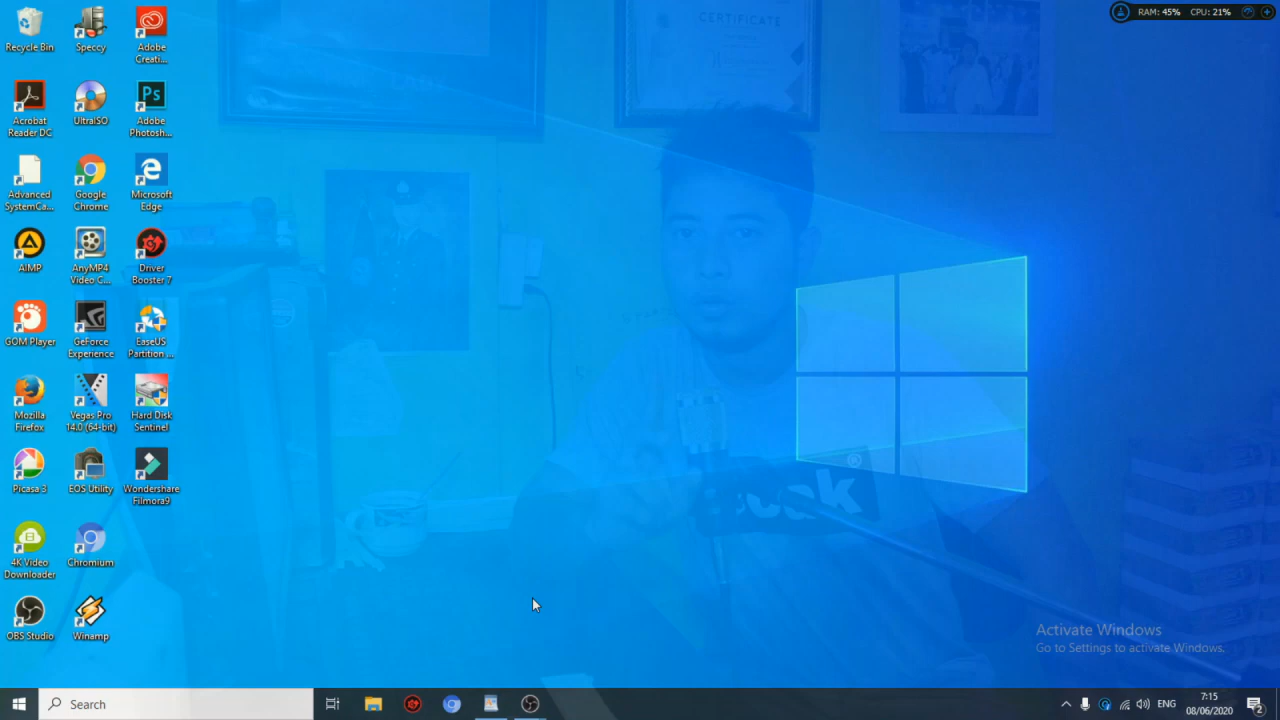 Recycle Bin
Speccy
Adobe
Creati...
Acrobat
Reader DC
UltraISO
Adobe
Photosh...
Advanced
SystemCa...
Google
Chrome
Microsoft
Edge
AIMP
AnyMP4
Video C...
Driver
Booster 7
GOM Player
GeForce
Experience
EaseUS
Partition ...
Mozilla
Firefox
Vegas Pro
14.0 (64-bit)
Hard Disk
Sentinel
Picasa 3
EOS Utility
Wondershare
Filmora9
4K Video
Downloader
Chromium
OBS Studio
Winamp
RAM: 45% CPU: 21%
CERTIFICATE
Ps
Activate Windows
Go to Settings to activate Windows.
Search
ENG
7:15
08/06/2020
2